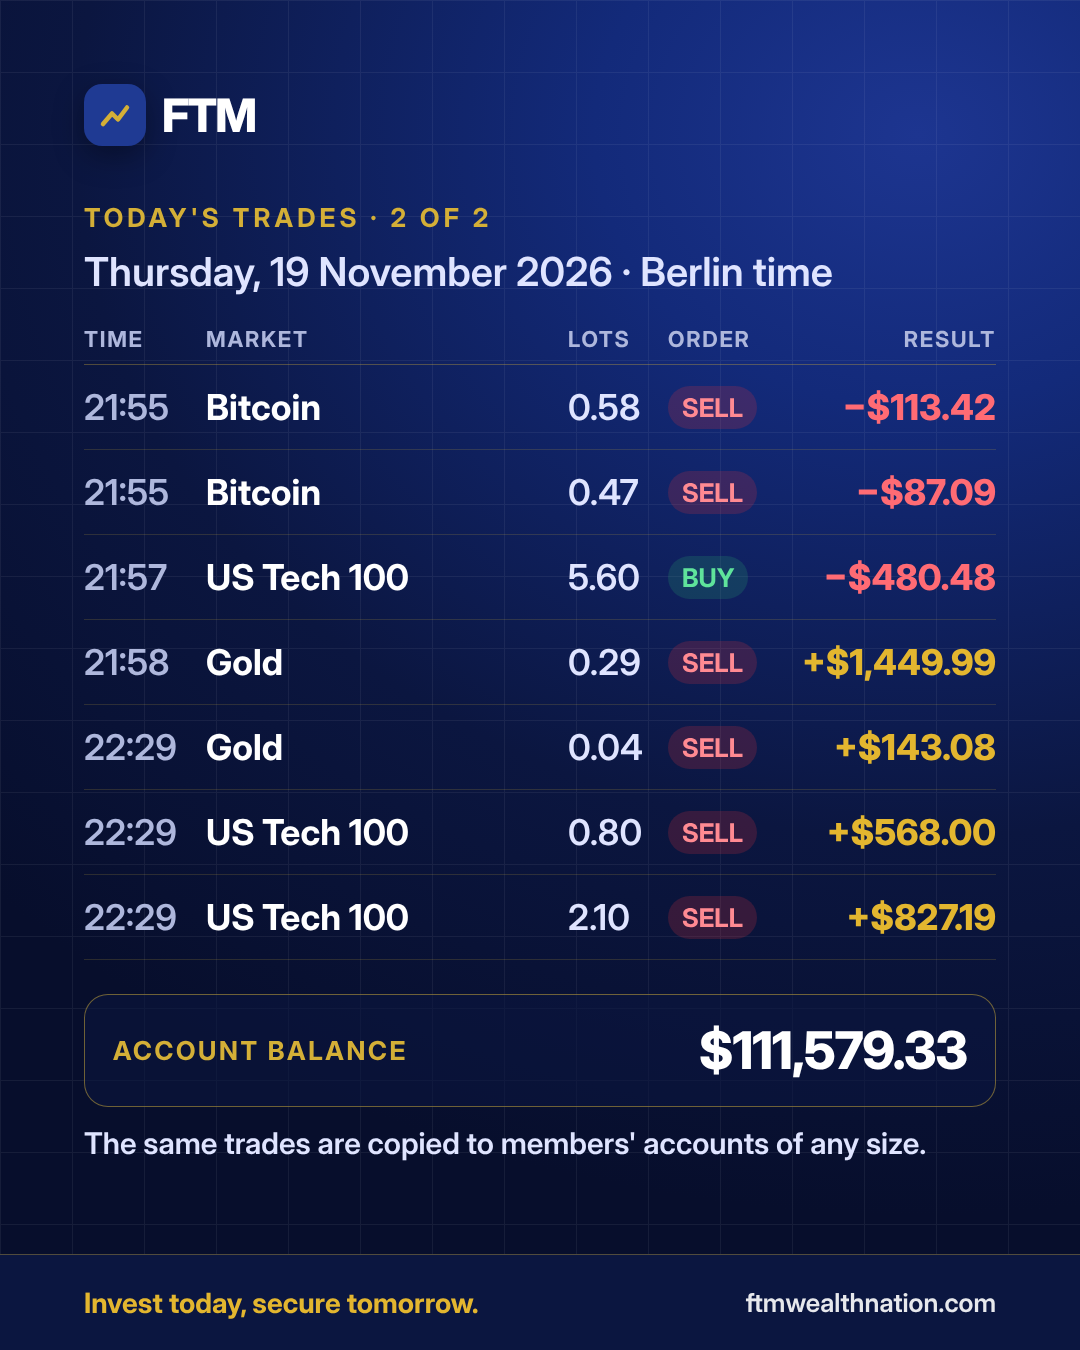 FTM
TODAY'S TRADES · 2 OF 2
Thursday, 19 November 2026 · Berlin time
TIME MARKET LOTS ORDER RESULT
21:55 Bitcoin 0.58 SELL −$113.42
21:55 Bitcoin 0.47 SELL −$87.09
21:57 US Tech 100 5.60 BUY −$480.48
21:58 Gold 0.29 SELL +$1,449.99
22:29 Gold 0.04 SELL +$143.08
22:29 US Tech 100 0.80 SELL +$568.00
22:29 US Tech 100 2.10 SELL +$827.19
ACCOUNT BALANCE $111,579.33
The same trades are copied to members' accounts of any size.
Invest today, secure tomorrow. ftmwealthnation.com